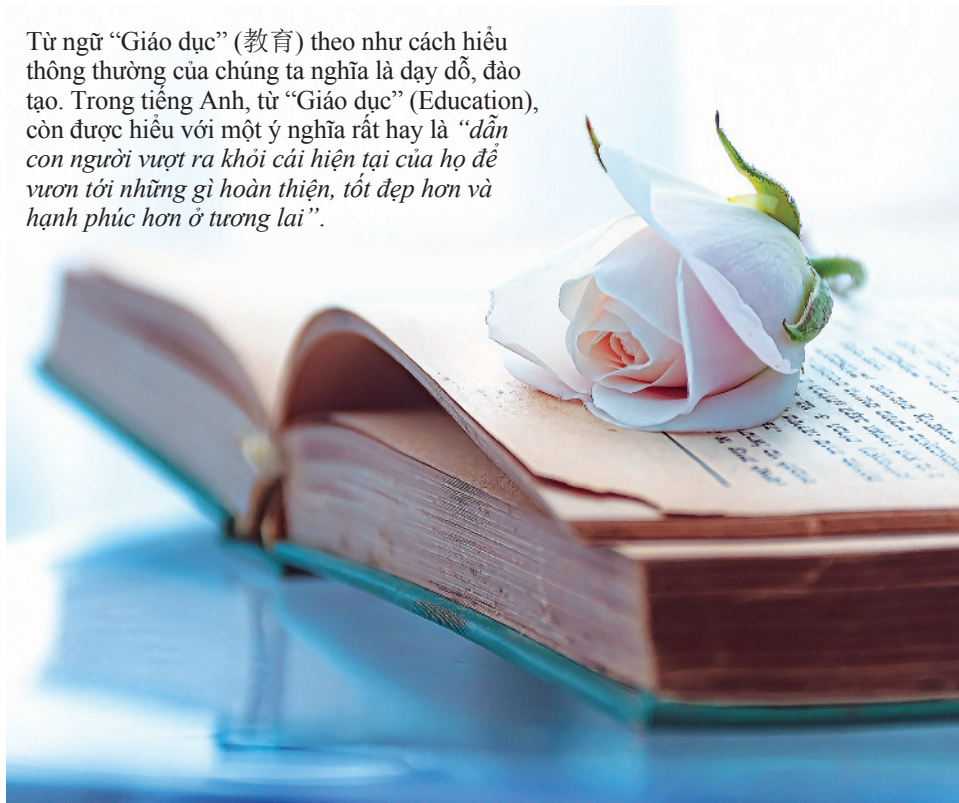 Từ ngữ “Giáo dục” (教育) theo như cách hiểu
thông thường của chúng ta nghĩa là dạy dỗ, đào
tạo. Trong tiếng Anh, từ “Giáo dục” (Education),
còn được hiểu với một ý nghĩa rất hay là “dẫn
con người vượt ra khỏi cái hiện tại của họ để
vươn tới những gì hoàn thiện, tốt đẹp hơn và
hạnh phúc hơn ở tương lai”.